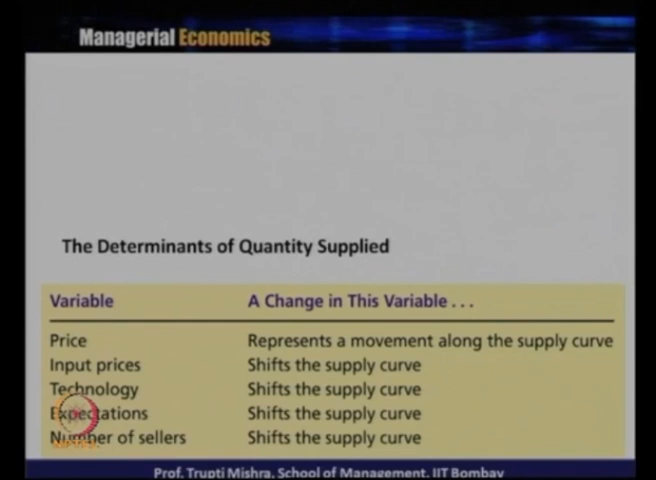 Managerial Economics
The Determinants of Quantity Supplied
Variable A Change in This Variable . . .
Price Represents a movement along the supply curve
Input prices Shifts the supply curve
Technology Shifts the supply curve
Expectations Shifts the supply curve
Number of sellers Shifts the supply curve
Prof. Trupti Mishra, School of Management, IIT Bombay